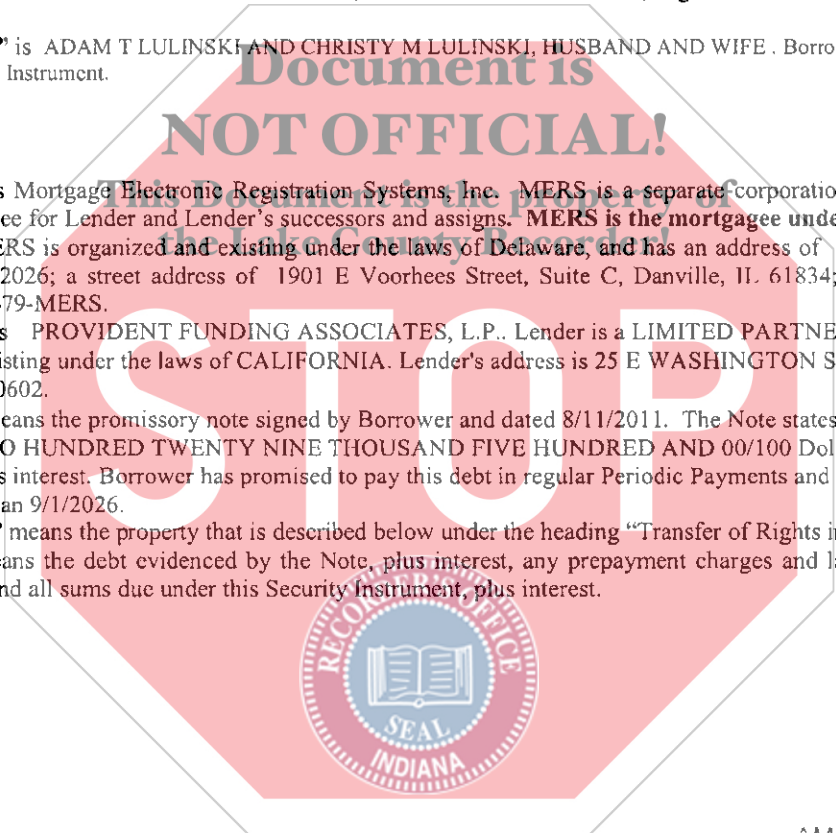 ” is ADAM T LULINSKI AND CHRISTY M LULINSKI, HUSBAND AND WIFE . Borro
Instrument.
Document is
NOT OFFICIAL!
This Document is the property of
the Lake County Recorder!
s Mortgage Electronic Registration Systems, Inc. MERS is a separate corporatio
ee for Lender and Lender's successors and assigns. MERS is the mortgagee unde
ERS is organized and existing under the laws of Delaware, and has an address of
2026; a street address of 1901 E Voorhees Street, Suite C, Danville, IL 61834;
79-MERS.
s PROVIDENT FUNDING ASSOCIATES, L.P.. Lender is a LIMITED PARTNE
isting under the laws of CALIFORNIA. Lender's address is 25 E WASHINGTON S
0602.
eans the promissory note signed by Borrower and dated 8/11/2011. The Note states
O HUNDRED TWENTY NINE THOUSAND FIVE HUNDRED AND 00/100 Dol
s interest. Borrower has promised to pay this debt in regular Periodic Payments and
an 9/1/2026.
” means the property that is described below under the heading “Transfer of Rights i
eans the debt evidenced by the Note, plus interest, any prepayment charges and l
nd all sums due under this Security Instrument, plus interest.
STOP
RECORDER'S OFFICE
SEAL
INDIANA